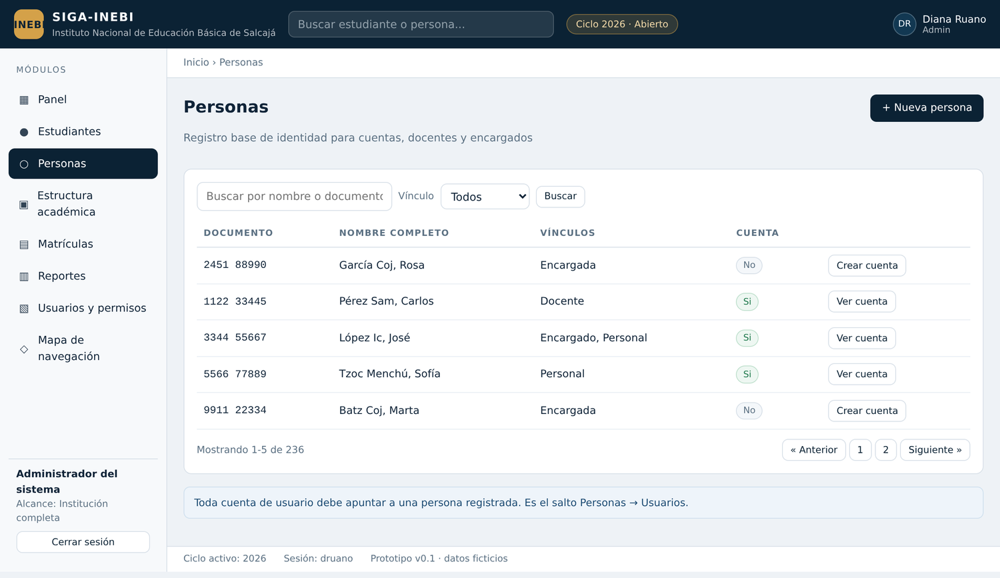 INEBI
SIGA-INEBI
Instituto Nacional de Educación Básica de Salcajá
Buscar estudiante o persona...
Ciclo 2026 · Abierto
DR
Diana Ruano
Admin
MÓDULOS
Panel
Estudiantes
Personas
Estructura
académica
Matrículas
Reportes
Usuarios y permisos
Mapa de
navegación
Administrador del
sistema
Alcance: Institución
completa
Cerrar sesión
Inicio › Personas
Personas
+ Nueva persona
Registro base de identidad para cuentas, docentes y encargados
Buscar por nombre o documento Vínculo Todos Buscar
DOCUMENTO NOMBRE COMPLETO VÍNCULOS CUENTA
2451 88990 García Coj, Rosa Encargada No Crear cuenta
1122 33445 Pérez Sam, Carlos Docente Si Ver cuenta
3344 55667 López Ic, José Encargado, Personal Si Ver cuenta
5566 77889 Tzoc Menchú, Sofía Personal Si Ver cuenta
9911 22334 Batz Coj, Marta Encargada No Crear cuenta
Mostrando 1-5 de 236 « Anterior 1 2 Siguiente »
Toda cuenta de usuario debe apuntar a una persona registrada. Es el salto Personas → Usuarios.
Ciclo activo: 2026 Sesión: druano Prototipo v0.1 · datos ficticios